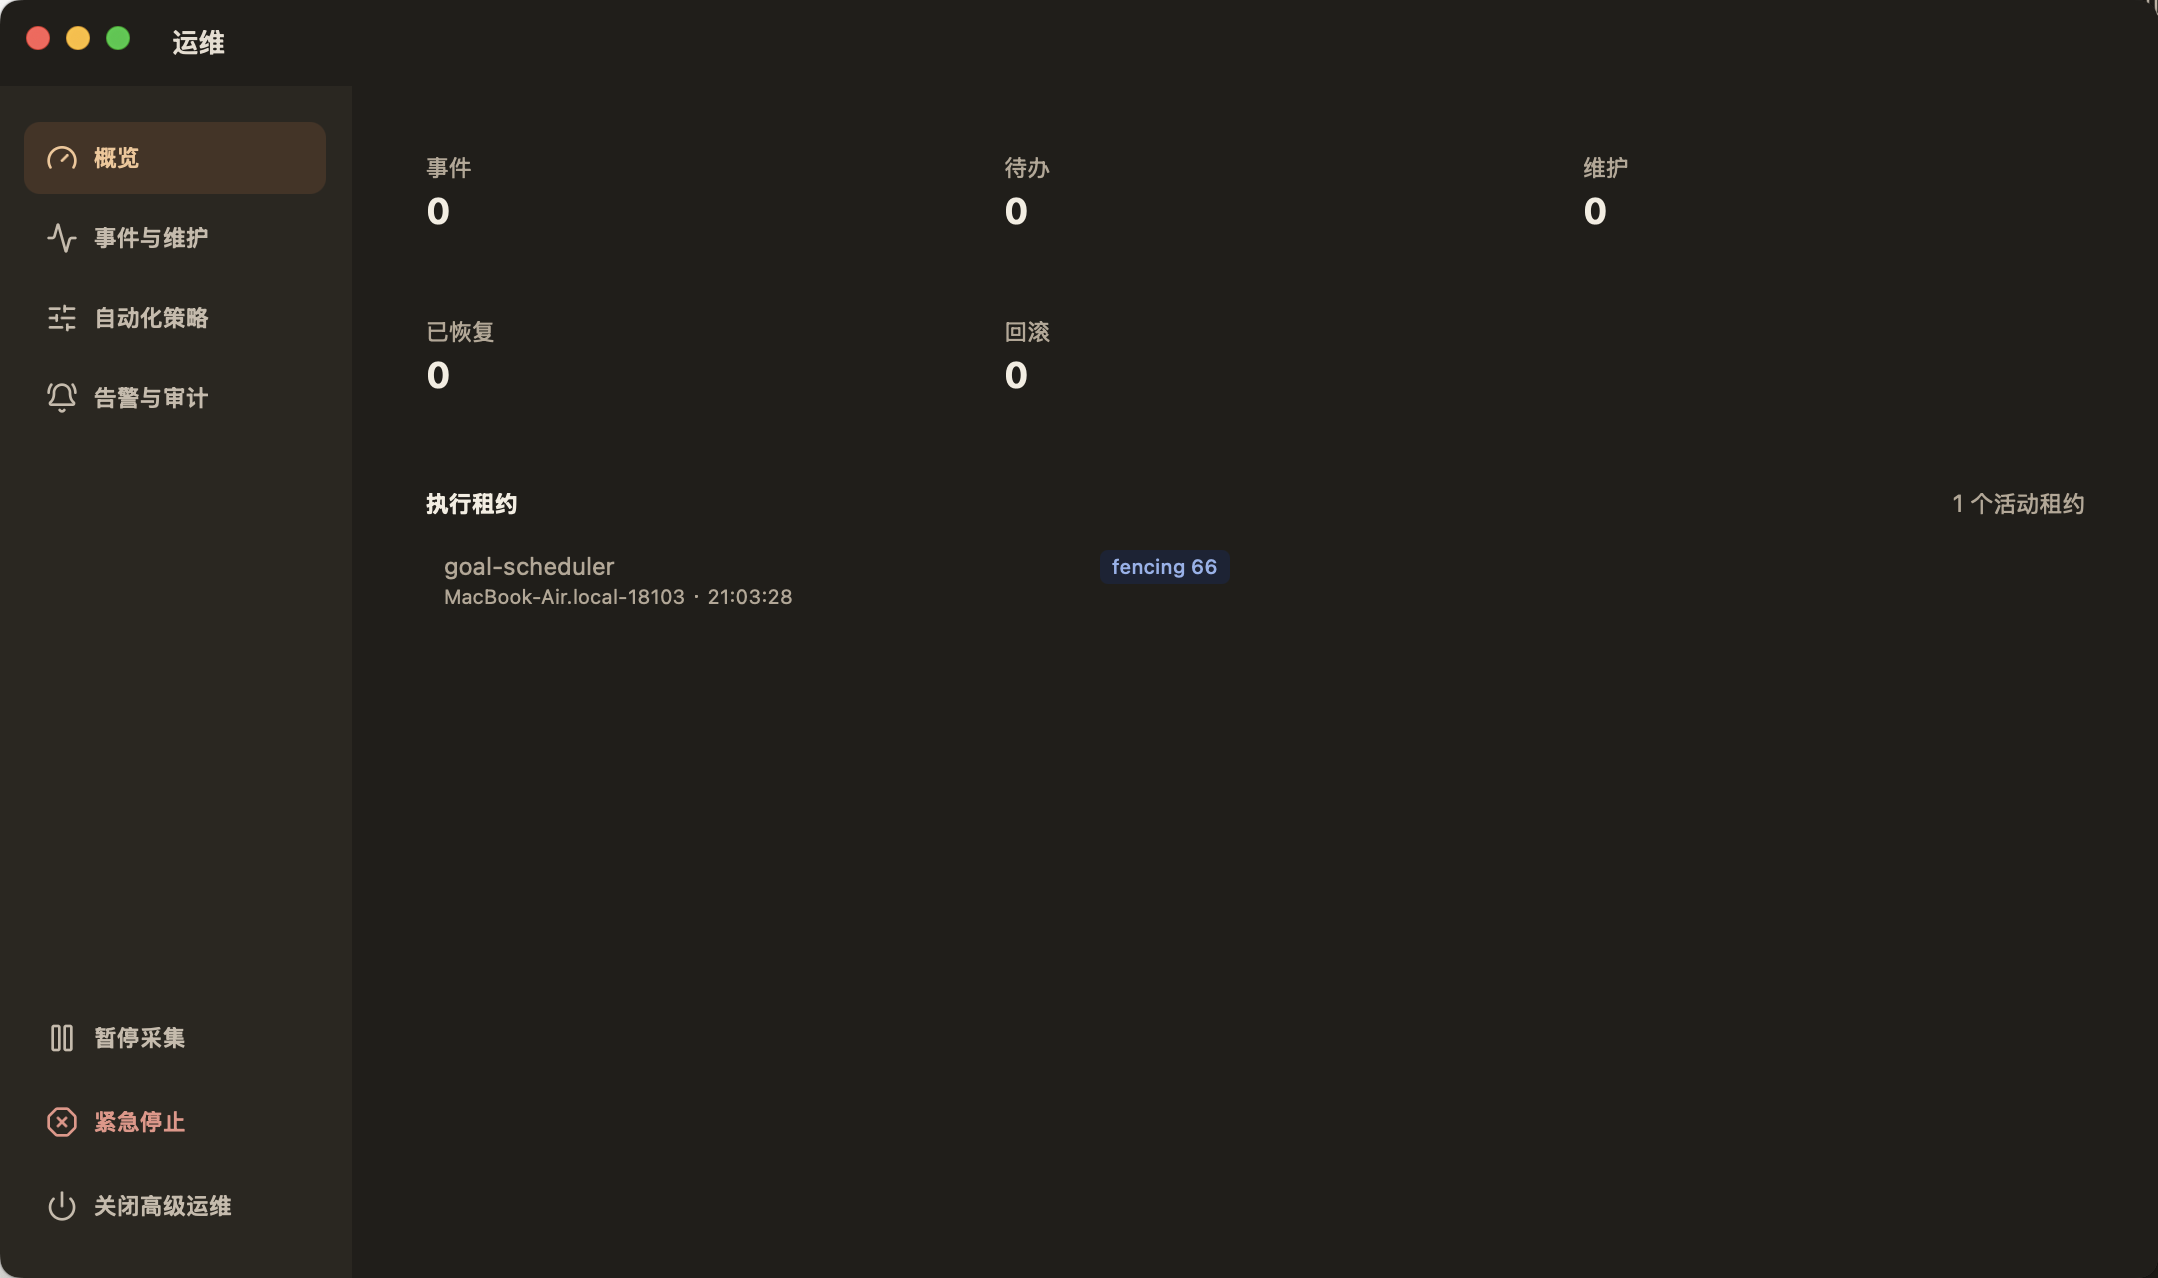 运维
概览
事件与维护
自动化策略
告警与审计
暂停采集
紧急停止
关闭高级运维
事件
0
待办
0
维护
0
已恢复
0
回滚
0
执行租约
1 个活动租约
goal-scheduler
fencing 66
MacBook-Air.local-18103 · 21:03:28